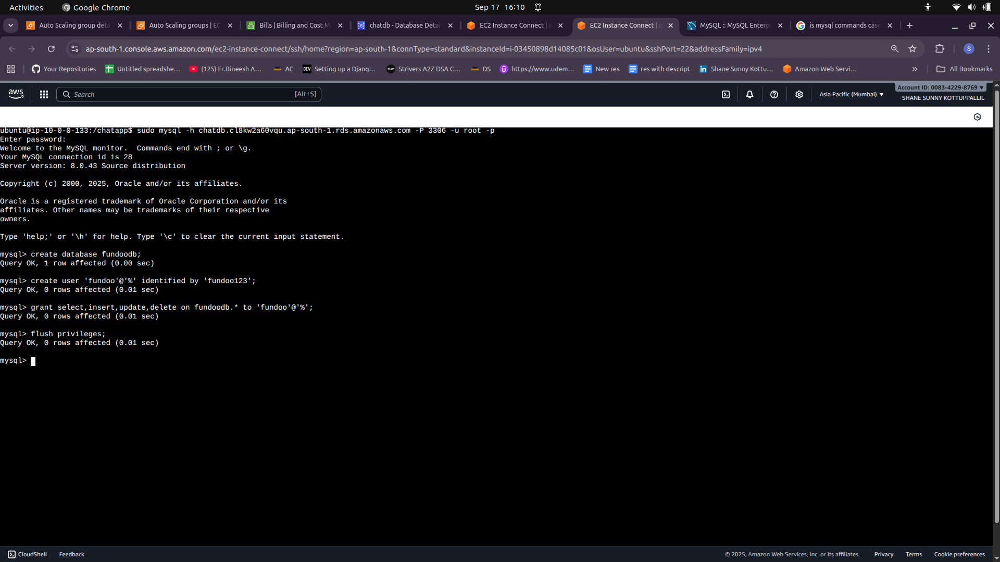 Activities
Google Chrome
Sep 17 16:10
Auto Scaling group deta
Auto Scaling groups | EC
Bills | Billing and Cost M
chatdb - Database Detai
EC2 Instance Connect | a
EC2 Instance Connect | a
MySQL :: MySQL Enterp
is mysql commands case
ap-south-1.console.aws.amazon.com/ec2-instance-connect/ssh/home?region=ap-south-1&connType=standard&instanceId=i-03450898d14085c01&osUser=ubuntu&sshPort=22&addressFamily=ipv4
S
Your Repositories
Untitled spreadshe...
(125) Fr.Bineesh A...
AC
DEV
Setting up a Djang...
TUF
Strivers A2Z DSA C...
DS
https://www.udem...
New res
res with descript
in
Shane Sunny Kottu...
Amazon Web Servi...
All Bookmarks
aws
Search
[Alt+S]
Asia Pacific (Mumbai)
Account ID: 0083-4229-8769
SHANE SUNNY KOTTUPPALLIL
ubuntu@ip-10-0-0-133:/chatapp$ sudo mysql -h chatdb.cl8kw2a60vqu.ap-south-1.rds.amazonaws.com -P 3306 -u root -p
Enter password:
Welcome to the MySQL monitor.  Commands end with ; or \g.
Your MySQL connection id is 28
Server version: 8.0.43 Source distribution
Copyright (c) 2000, 2025, Oracle and/or its affiliates.
Oracle is a registered trademark of Oracle Corporation and/or its
affiliates. Other names may be trademarks of their respective
owners.
Type 'help;' or '\h' for help. Type '\c' to clear the current input statement.
mysql> create database fundoodb;
Query OK, 1 row affected (0.00 sec)
mysql> create user 'fundoo'@'%' identified by 'fundoo123';
Query OK, 0 rows affected (0.01 sec)
mysql> grant select,insert,update,delete on fundoodb.* to 'fundoo'@'%';
Query OK, 0 rows affected (0.01 sec)
mysql> flush privileges;
Query OK, 0 rows affected (0.01 sec)
mysql>
CloudShell
Feedback
© 2025, Amazon Web Services, Inc. or its affiliates.
Privacy
Terms
Cookie preferences